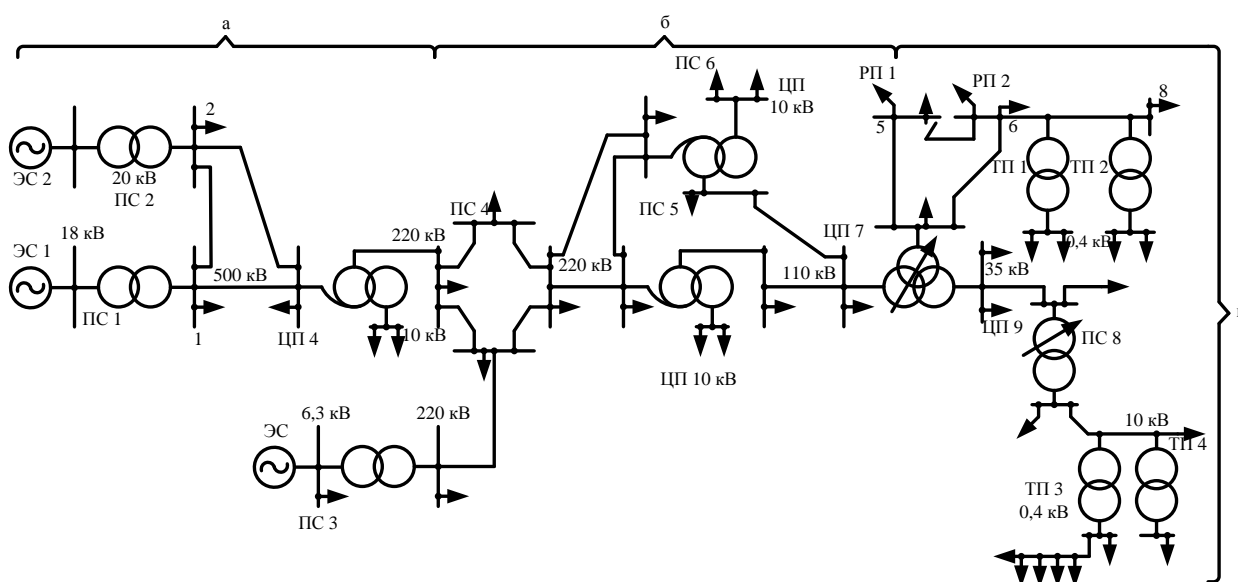 а
б
ПС 6
ЦП
10 кВ
РП 1
РП 2
8
2
5
6
ЭС 2
20 кВ
ПС 2
ТП 1
ТП 2
ПС 4
ПС 5
ЦП 7
ЭС 1
18 кВ
220 кВ
0,4 кВ
500 кВ
220 кВ
110 кВ
35 кВ
ПС 1
1
ЦП 4
10 кВ
ЦП 10 кВ
ЦП 9
ПС 8
6,3 кВ
220 кВ
ЭС
10 кВ
ТП 4
ПС 3
ТП 3
0,4 кВ